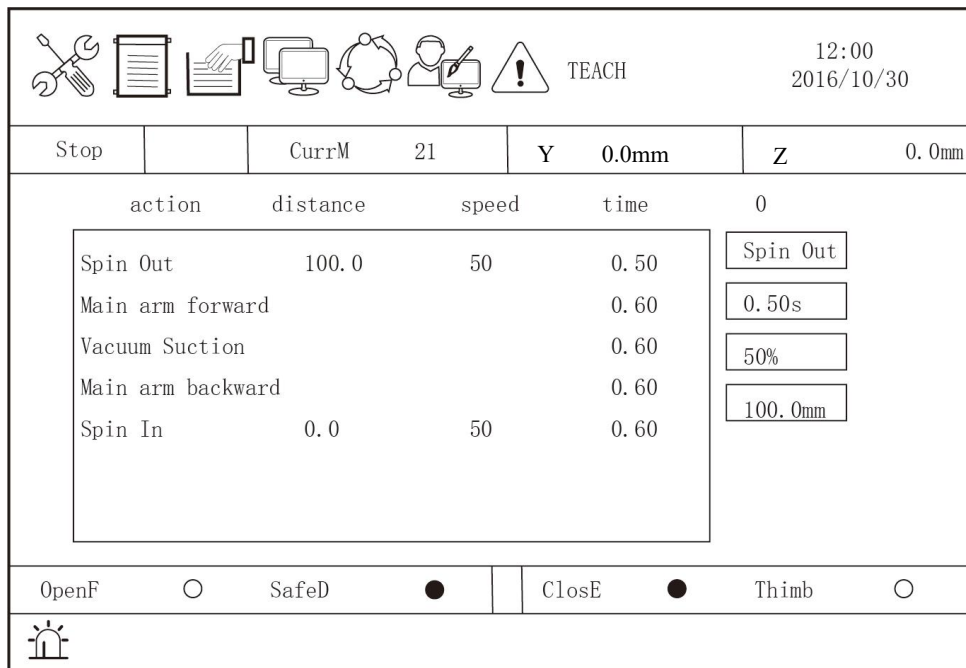 TEACH 12:00
2016/10/30
Stop CurrM 21 Y 0.0mm Z 0.0mm
action distance speed time 0
Spin Out 100.0 50 0.50 Spin Out
Main arm forward 0.60 0.50s
Vacuum Suction 0.60 50%
Main arm backward 0.60 100.0mm
Spin In 0.0 50 0.60
OpenF SafeD ClosE Thimb